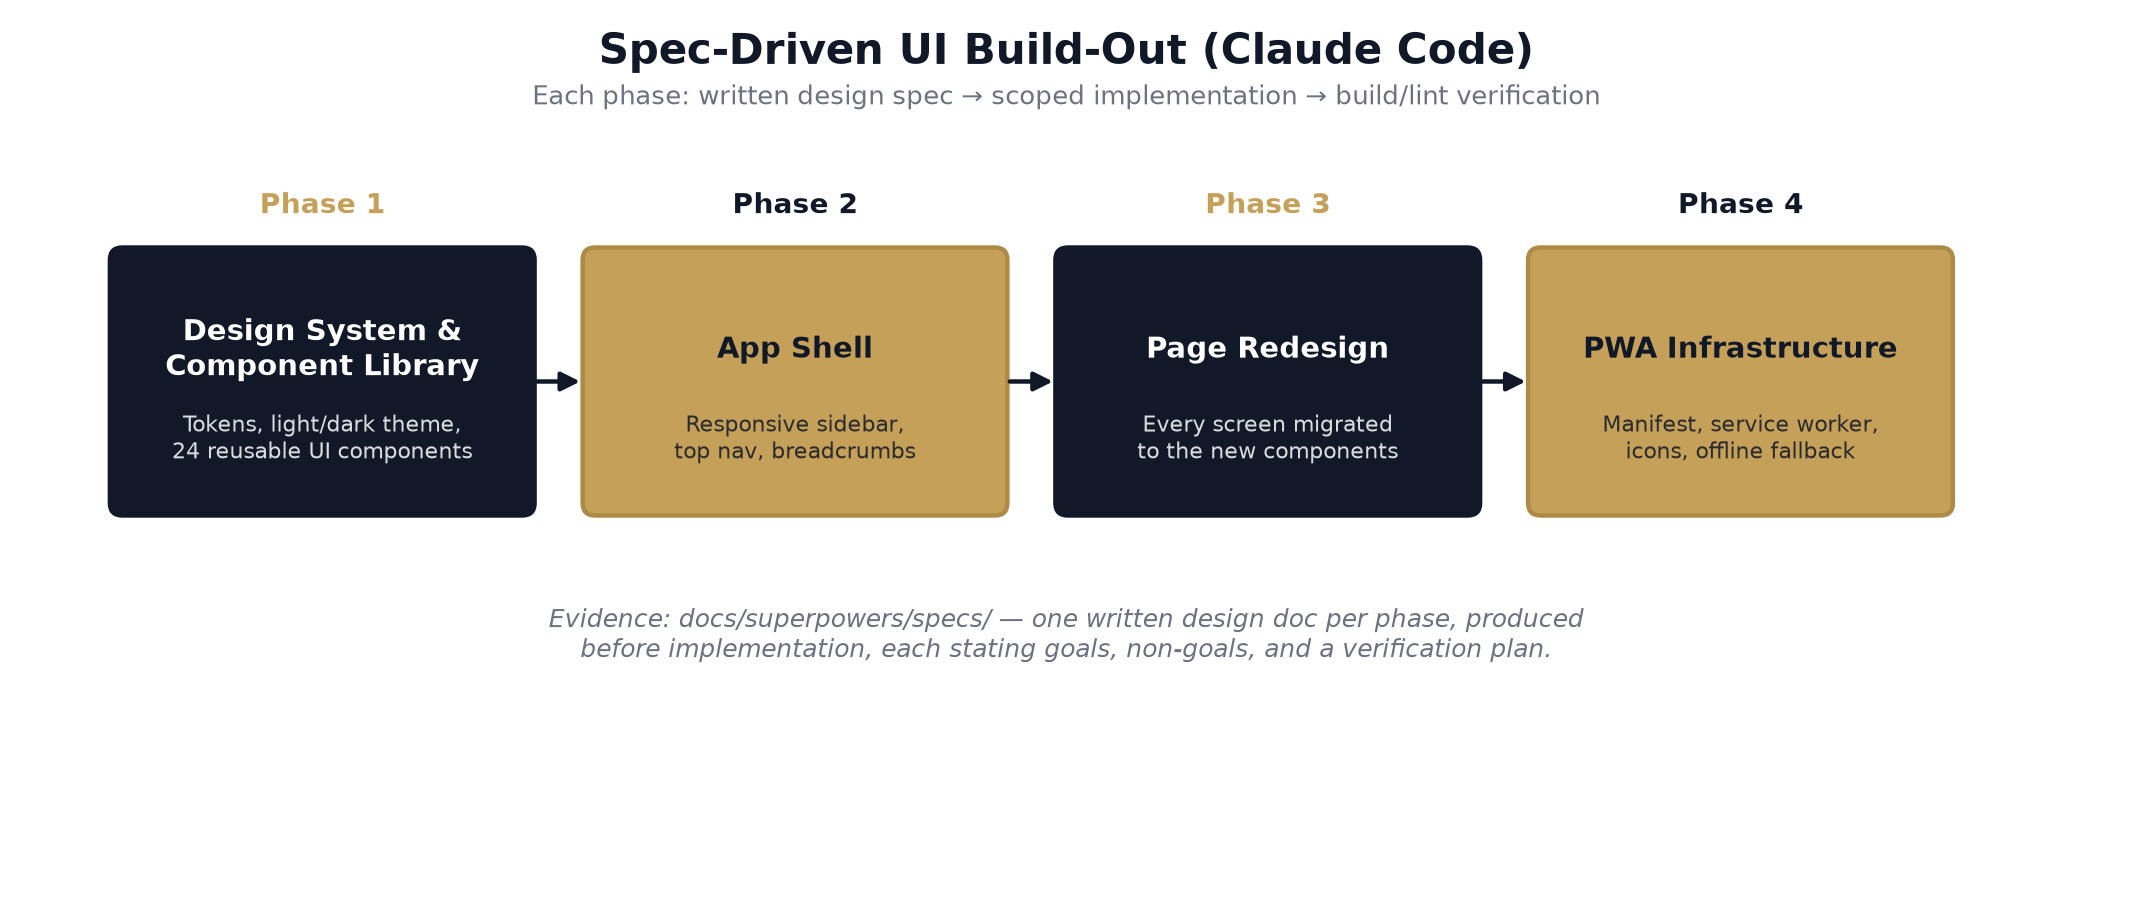 Spec-Driven UI Build-Out (Claude Code)
Each phase: written design spec → scoped implementation → build/lint verification
Phase 1
Design System &
Component Library
Tokens, light/dark theme,
24 reusable UI components
Phase 2
App Shell
Responsive sidebar,
top nav, breadcrumbs
Phase 3
Page Redesign
Every screen migrated
to the new components
Phase 4
PWA Infrastructure
Manifest, service worker,
icons, offline fallback
Evidence: docs/superpowers/specs/ — one written design doc per phase, produced
before implementation, each stating goals, non-goals, and a verification plan.